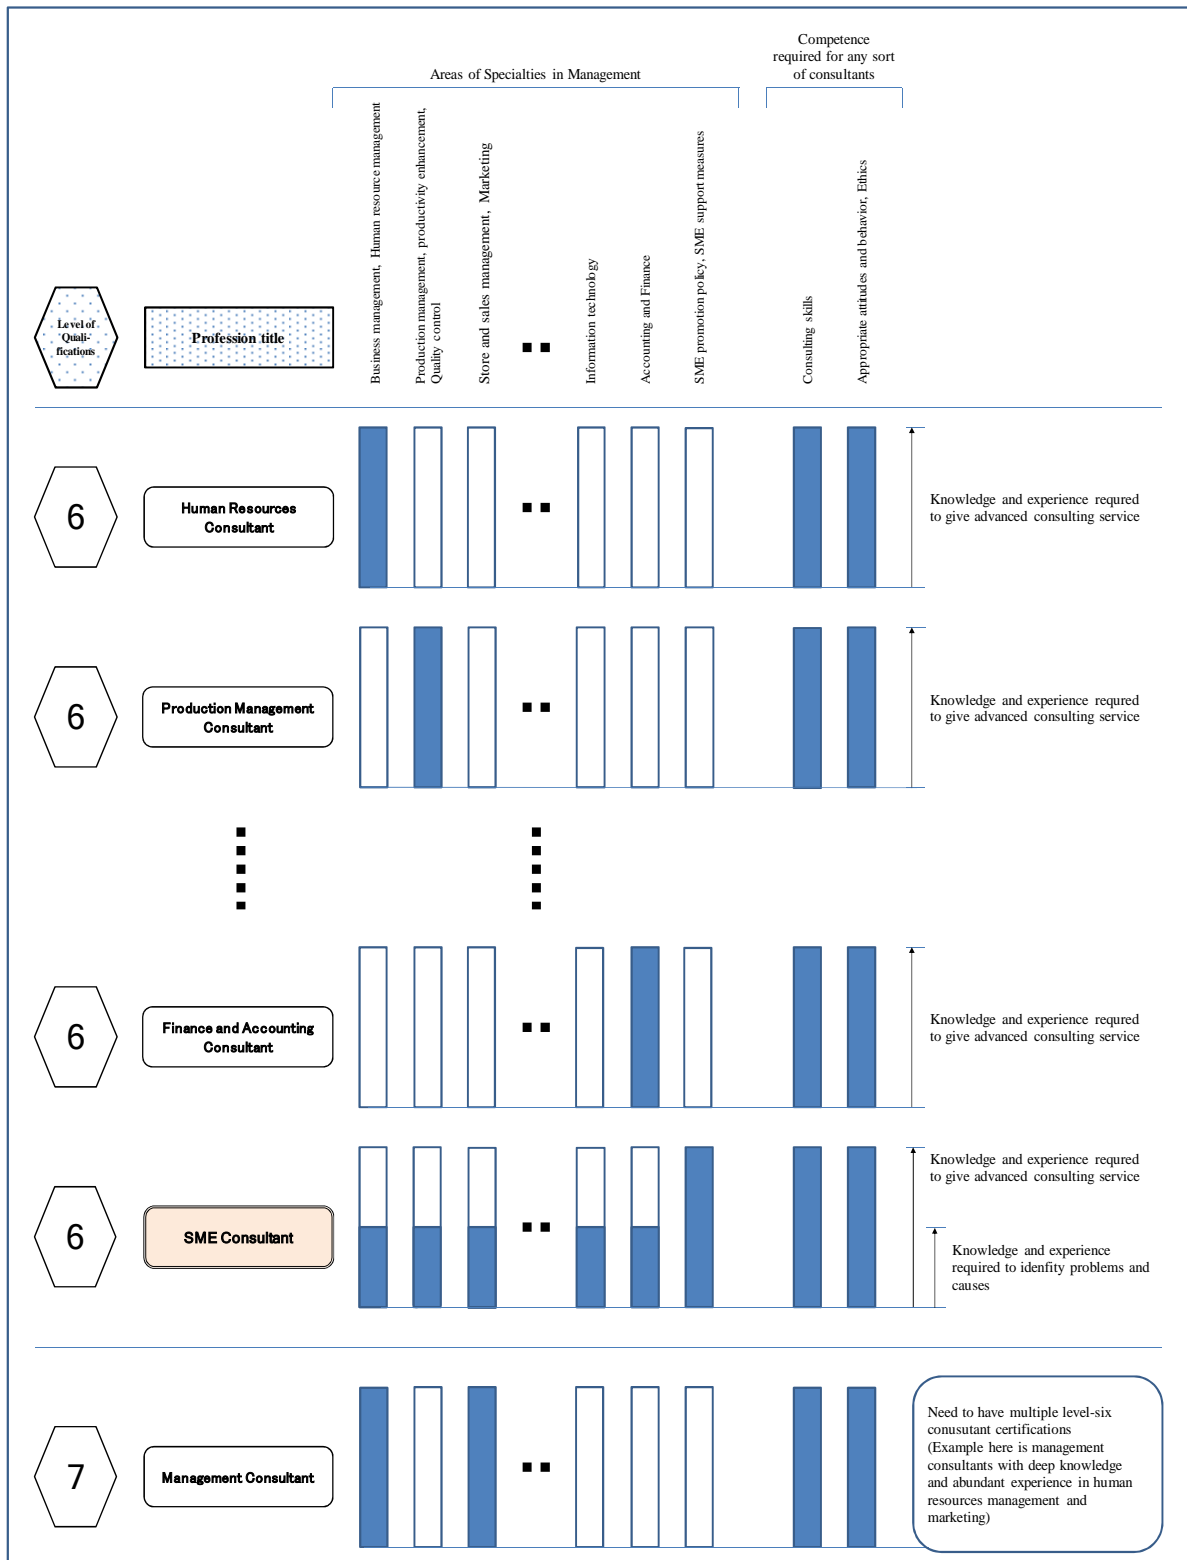 Competence
required for any sort
of consultants
Areas of Specialties in Management
Business management, Human resource management
Production management, productivity enhancement,
Quality control
Store and sales management, Marketing
Information technology
Accounting and Finance
SME promotion policy, SME support measures
Consulting skills
Appropriate attitudes and behavior, Ethics
Level of
Quali-
fications
Profession title
6
Human Resources
Consultant
Knowledge and experience requred
to give advanced consulting service
6
Production Management
Consultant
Knowledge and experience requred
to give advanced consulting service
6
Finance and Accounting
Consultant
Knowledge and experience requred
to give advanced consulting service
6
SME Consultant
Knowledge and experience requred
to give advanced consulting service
Knowledge and experience
required to idenfity problems and
causes
7
Management Consultant
Need to have multiple level-six
conusutant certifications
(Example here is management
consultants with deep knowledge
and abundant experience in human
resources management and
marketing)